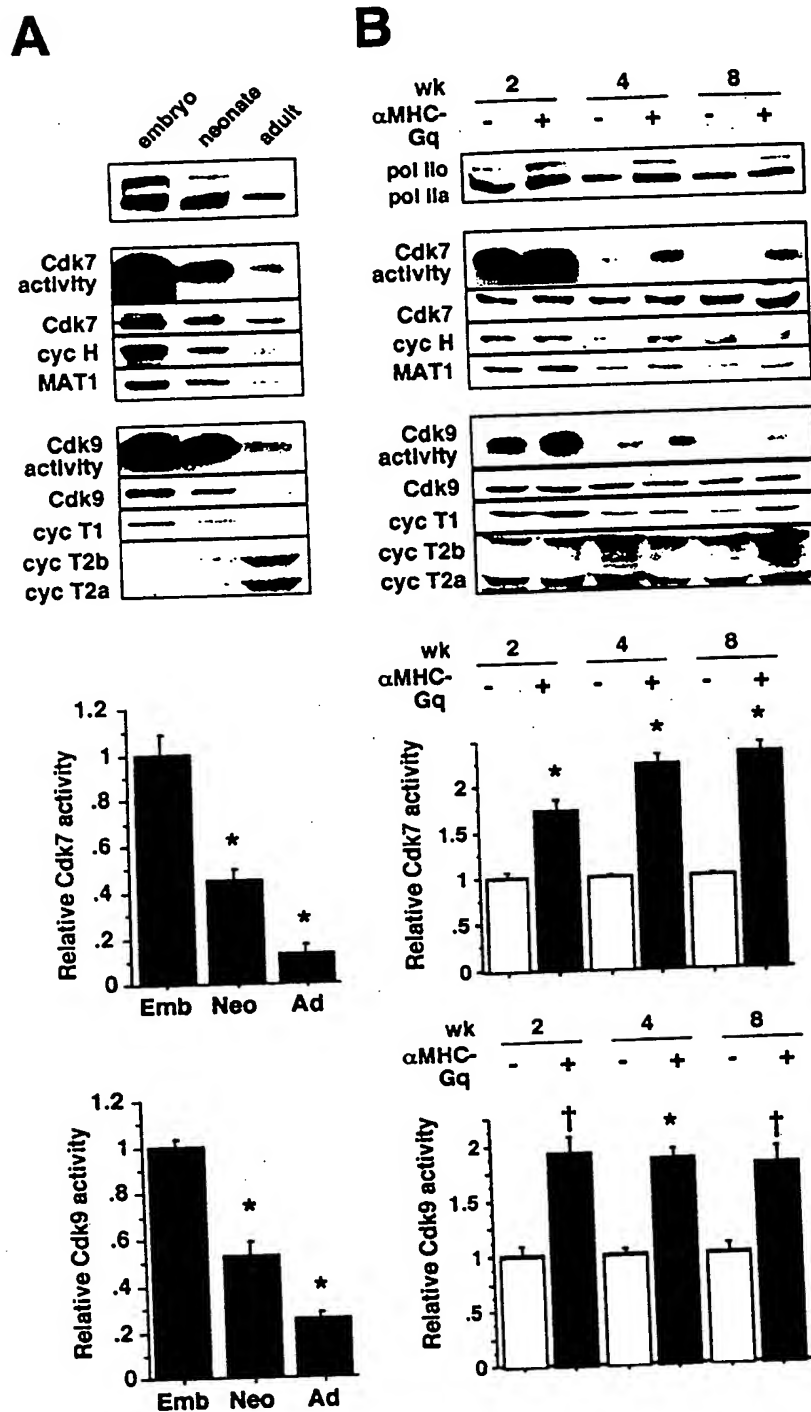 A
embryo neonate adult
Cdk7
activity
Cdk7
cyc H
MAT1
Cdk9
activity
Cdk9
cyc T1
cyc T2b
cyc T2a
1.2
1
.8
.6
.4
.2
0
Relative Cdk7 activity
*
*
Emb Neo Ad
1.2
1
.8
.6
.4
.2
0
Relative Cdk9 activity
*
*
Emb Neo Ad
B
wk 2 4 8
αMHC- - + - + - +
Gq
pol IIo
pol IIa
Cdk7
activity
Cdk7
cyc H
MAT1
Cdk9
activity
Cdk9
cyc T1
cyc T2b
cyc T2a
wk 2 4 8
αMHC- - + - + - +
Gq
* * *
2
1.5
1
.5
0
Relative Cdk7 activity
wk 2 4 8
αMHC- - + - + - +
Gq
† * †
2
1.5
1
.5
0
Relative Cdk9 activity